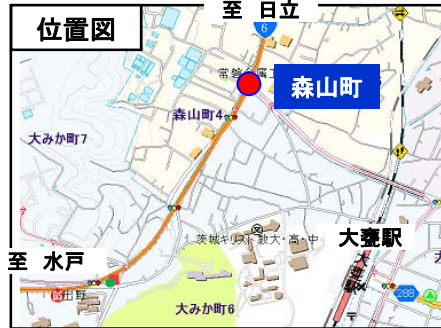 位置図
至 日立
6
森山町
森山町4
大みか町7
茨城キリスト教大・高・中
大甕駅
至 水戸
大みか町6
288